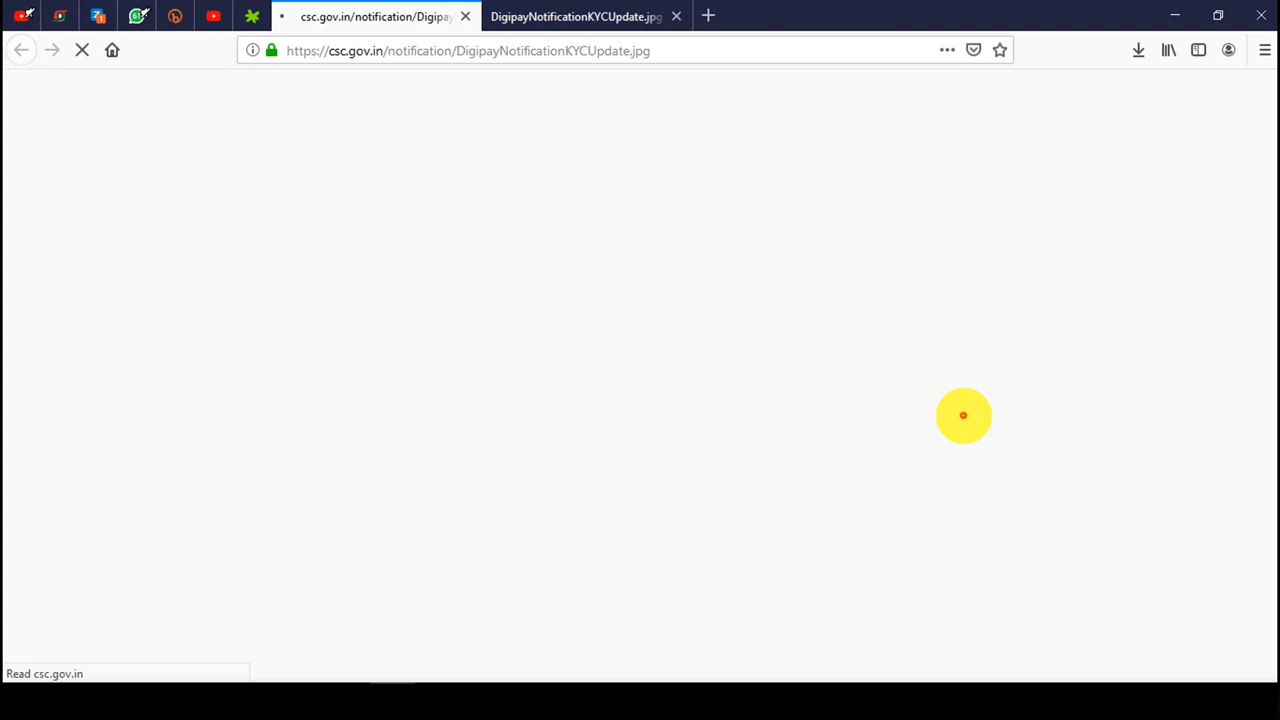 csc.gov.in/notification/Digipay
DigipayNotificationKYCUpdate.jpg
https://csc.gov.in/notification/DigipayNotificationKYCUpdate.jpg
Read csc.gov.in